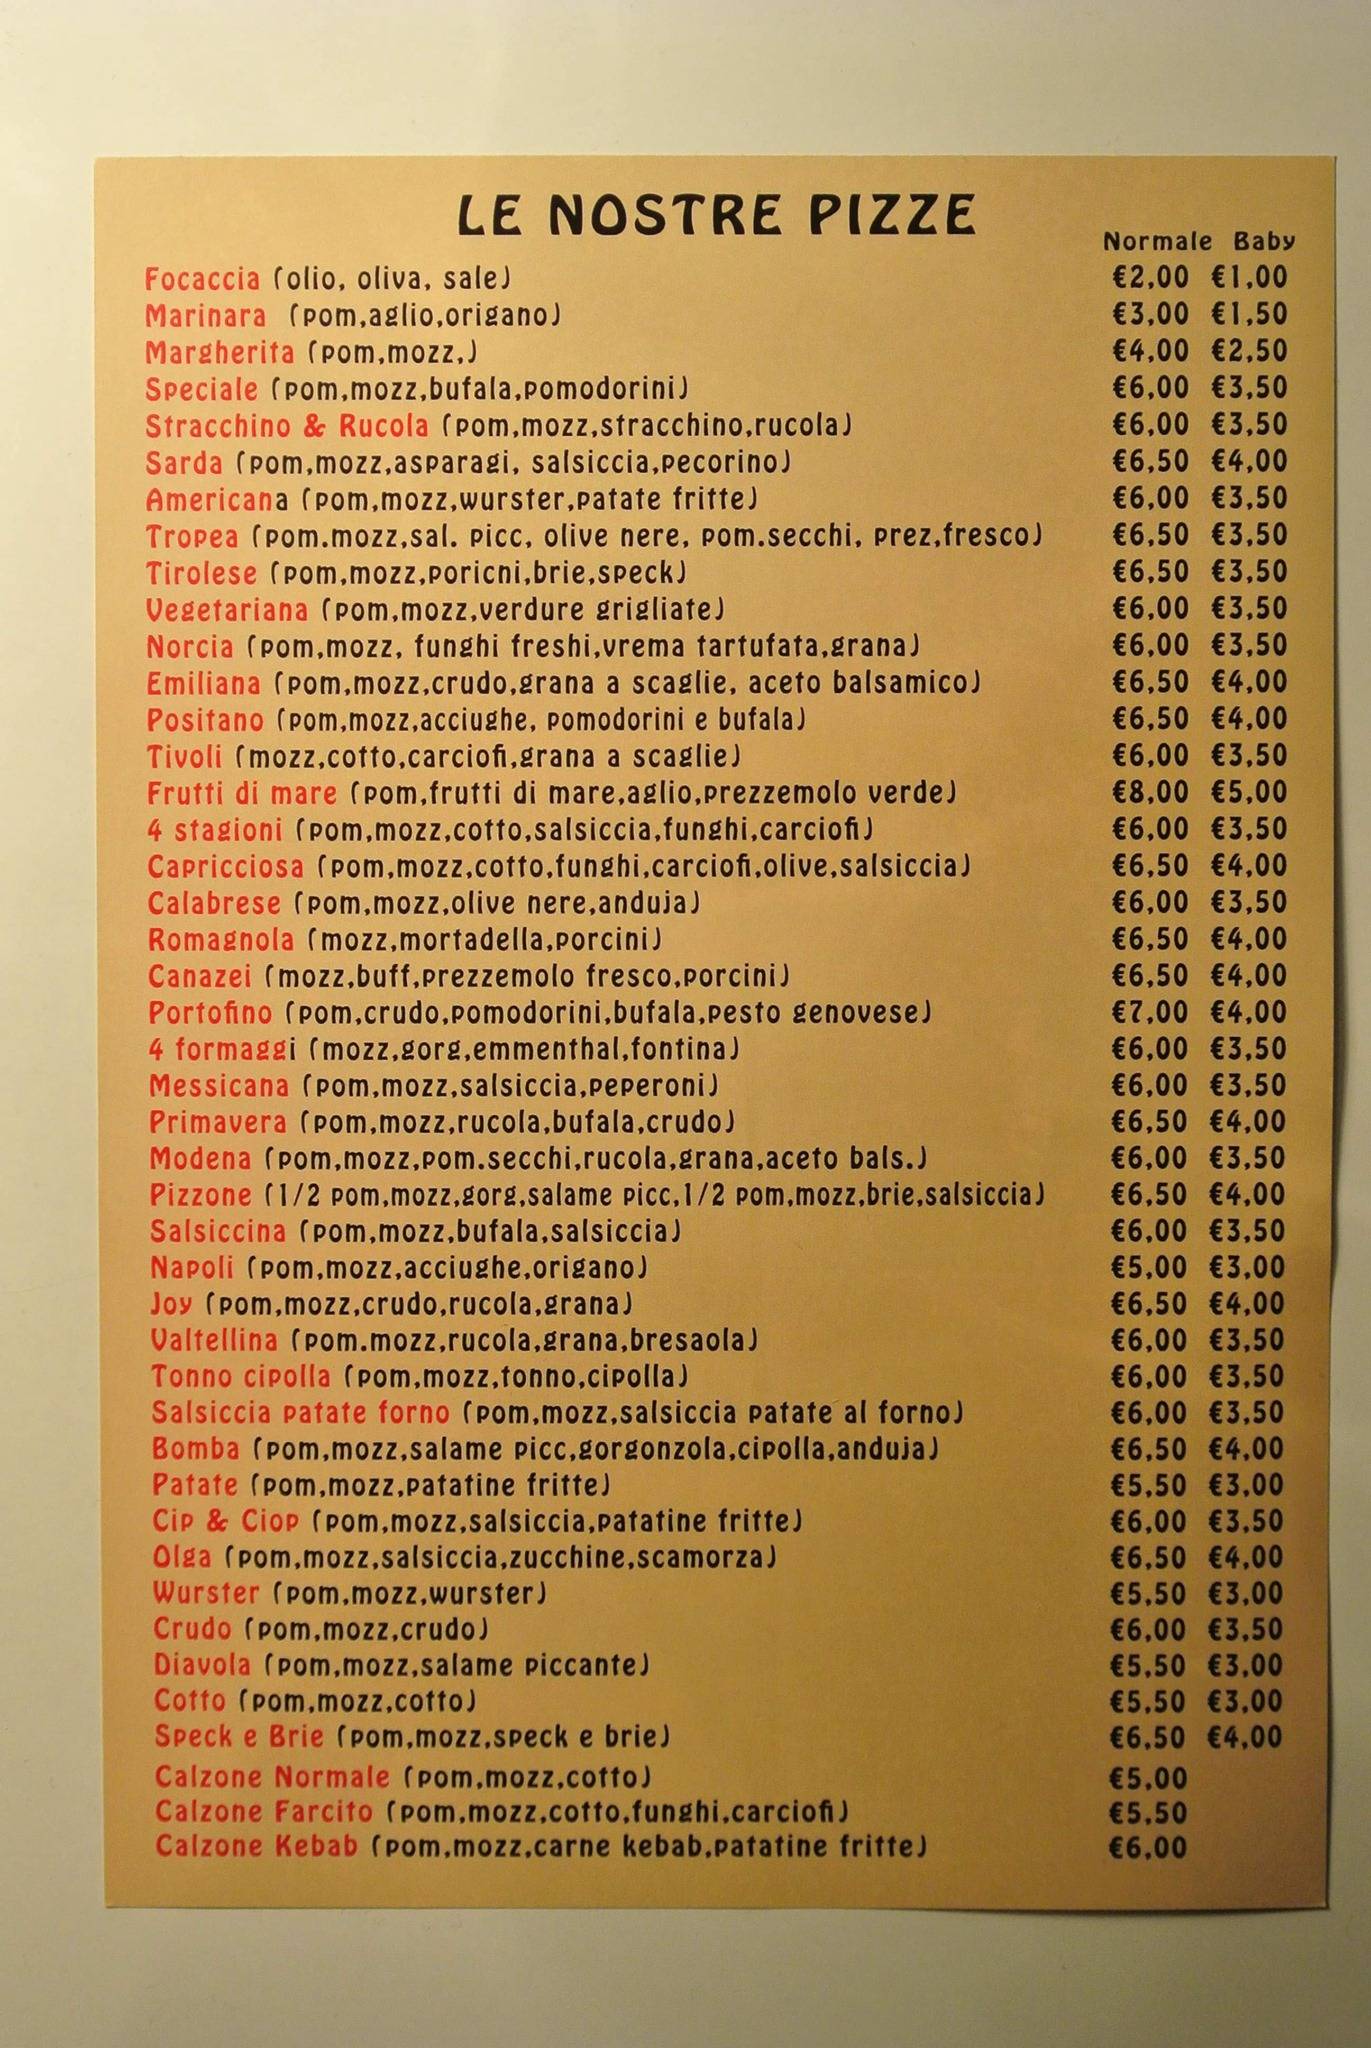 LE NOSTRE PIZZE
Normale Baby
Focaccia (olio, oliva, sale) €2,00 €1,00
Marinara (pom,aglio,origano) €3,00 €1,50
Margherita (pom,mozz,) €4,00 €2,50
Speciale (pom,mozz,bufala,pomodorini) €6,00 €3,50
Stracchino & Rucola (pom,mozz,stracchino,rucola) €6,00 €3,50
Sarda (pom,mozz,asparagi, salsiccia,pecorino) €6,50 €4,00
Americana (pom,mozz,wurster,patate fritte) €6,00 €3,50
Tropea (pom.mozz,sal. picc, olive nere, pom.secchi, prez,fresco) €6,50 €3,50
Tirolese (pom,mozz,poricni,brie,speck) €6,50 €3,50
Vegetariana (pom,mozz,verdure grigliate) €6,00 €3,50
Norcia (pom,mozz, funghi freshi,vrema tartufata,grana) €6,00 €3,50
Emiliana (pom,mozz,crudo,grana a scaglie, aceto balsamico) €6,50 €4,00
Positano (pom,mozz,acciughe, pomodorini e bufala) €6,50 €4,00
Tivoli (mozz,cotto,carciofi,grana a scaglie) €6,00 €3,50
Frutti di mare (pom,frutti di mare,aglio,prezzemolo verde) €8,00 €5,00
4 stagioni (pom,mozz,cotto,salsiccia,funghi,carciofi) €6,00 €3,50
Capricciosa (pom,mozz,cotto,funghi,carciofi,olive,salsiccia) €6,50 €4,00
Calabrese (pom,mozz,olive nere,anduja) €6,00 €3,50
Romagnola (mozz,mortadella,porcini) €6,50 €4,00
Canazei (mozz,buff,prezzemolo fresco,porcini) €6,50 €4,00
Portofino (pom,crudo,pomodorini,bufala,pesto genovese) €7,00 €4,00
4 formaggi (mozz,gorg,emmenthal,fontina) €6,00 €3,50
Messicana (pom,mozz,salsiccia,peperoni) €6,00 €3,50
Primavera (pom,mozz,rucola,bufala,crudo) €6,50 €4,00
Modena (pom,mozz,pom.secchi,rucola,grana,aceto bals.) €6,00 €3,50
Pizzone (1/2 pom,mozz,gorg,salame picc,1/2 pom,mozz,brie,salsiccia) €6,50 €4,00
Salsiccina (pom,mozz,bufala,salsiccia) €6,00 €3,50
Napoli (pom,mozz,acciughe,origano) €5,00 €3,00
Joy (pom,mozz,crudo,rucola,grana) €6,50 €4,00
Valtellina (pom.mozz,rucola,grana,bresaola) €6,00 €3,50
Tonno cipolla (pom,mozz,tonno,cipolla) €6,00 €3,50
Salsiccia patate forno (pom,mozz,salsiccia patate al forno) €6,00 €3,50
Bomba (pom,mozz,salame picc,gorgonzola,cipolla,anduja) €6,50 €4,00
Patate (pom,mozz,patatine fritte) €5,50 €3,00
Cip & Ciop (pom,mozz,salsiccia,patatine fritte) €6,00 €3,50
Olga (pom,mozz,salsiccia,zucchine,scamorza) €6,50 €4,00
Wurster (pom,mozz,wurster) €5,50 €3,00
Crudo (pom,mozz,crudo) €6,00 €3,50
Diavola (pom,mozz,salame piccante) €5,50 €3,00
Cotto (pom,mozz,cotto) €5,50 €3,00
Speck e Brie (pom,mozz,speck e brie) €6,50 €4,00
Calzone Normale (pom,mozz,cotto) €5,00
Calzone Farcito (pom,mozz,cotto,funghi,carciofi) €5,50
Calzone Kebab (pom,mozz,carne kebab,patatine fritte) €6,00